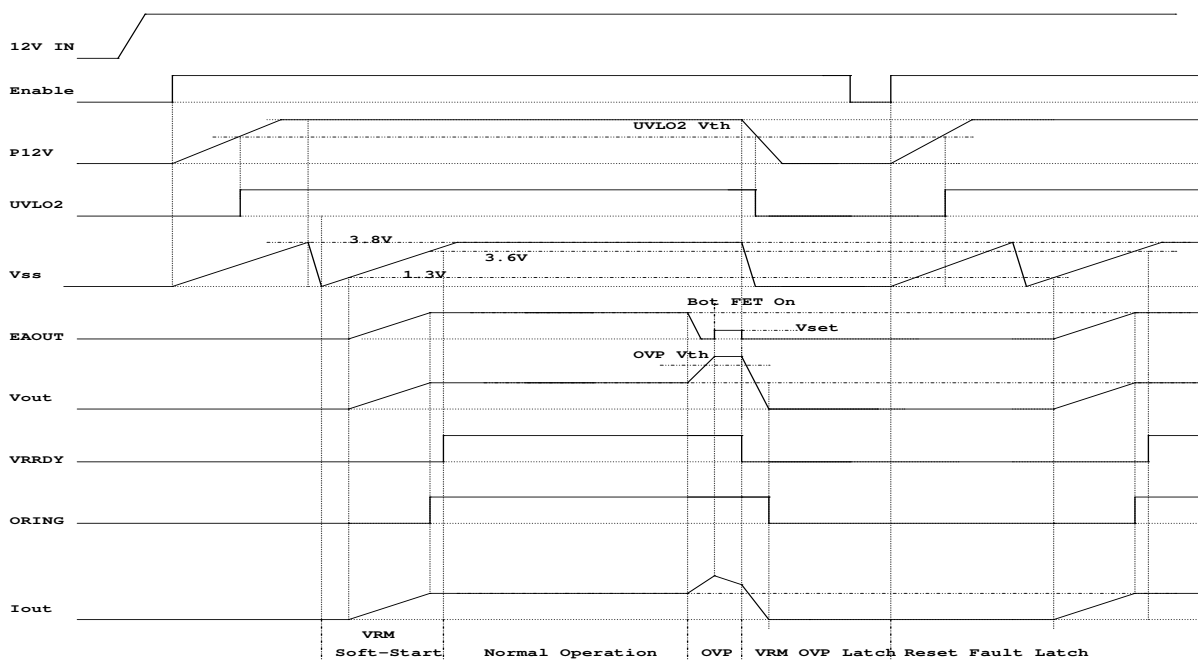 12V IN
Enable
UVLO2 Vth
P12V
UVLO2
3.8V
3.6V
1.3V
Vss
Bot FET On
Vset
EAOUT
OVP Vth
Vout
VRRDY
ORING
Iout
VRM
Soft-Start
Normal Operation
OVP
VRM OVP Latch
Reset Fault Latch